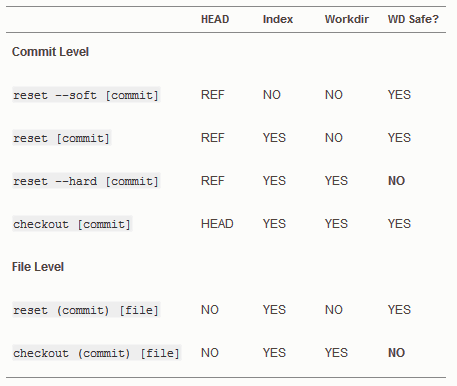 HEAD Index Workdir WD Safe?
Commit Level
reset --soft [commit] REF NO NO YES
reset [commit] REF YES NO YES
reset --hard [commit] REF YES YES NO
checkout [commit] HEAD YES YES YES
File Level
reset (commit) [file] NO YES NO YES
checkout (commit) [file] NO YES YES NO